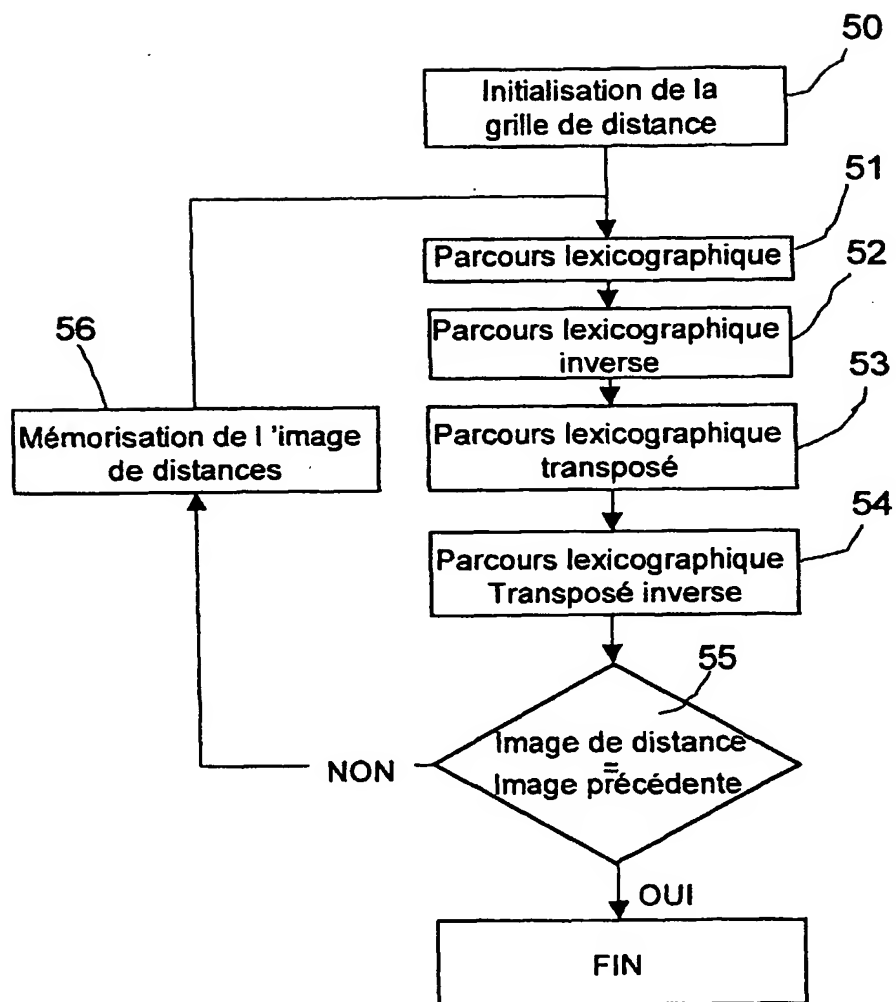 50
Initialisation de la
grille de distance
51
Parcours lexicographique
52
Parcours lexicographique
inverse
53
Parcours lexicographique
transposé
54
Parcours lexicographique
Transposé inverse
55
Image de distance
=
Image précédente
NON
56
Mémorisation de l 'image
de distances
OUI
FIN